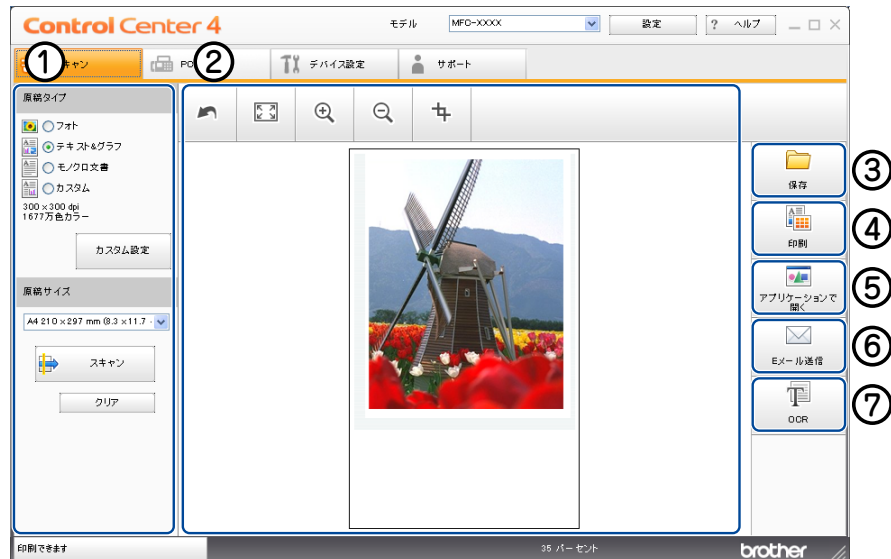 Control Center 4
モデル
MFC-XXXX
設定
? ヘルプ
① キャン
② PC
デバイス設定
サポート
原稿タイプ
フォト
テキスト&グラフ
モノクロ文書
カスタム
300 x 300 dpi
1677万色カラー
カスタム設定
原稿サイズ
A4 210 x 297 mm (8.3 x 11.7 ·
スキャン
クリア
保存
③
印刷
④
アプリケーションで
開く
⑤
Eメール送信
⑥
OCR
⑦
印刷できます
35 パーセント
brother